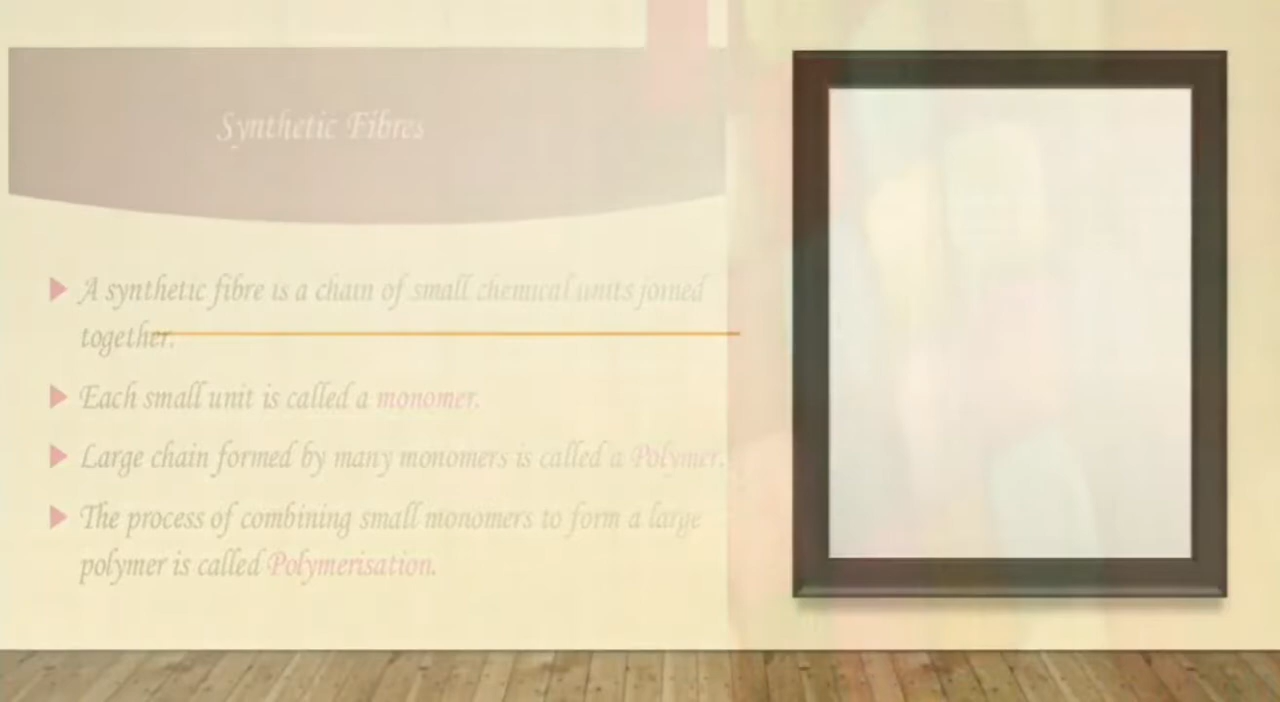 Synthetic Fibres
A synthetic fibre is a chain of small chemical units joined
together.
Each small unit is called a monomer.
Large chain formed by many monomers is called a Polymer.
The process of combining small monomers to form a large
polymer is called Polymerisation.